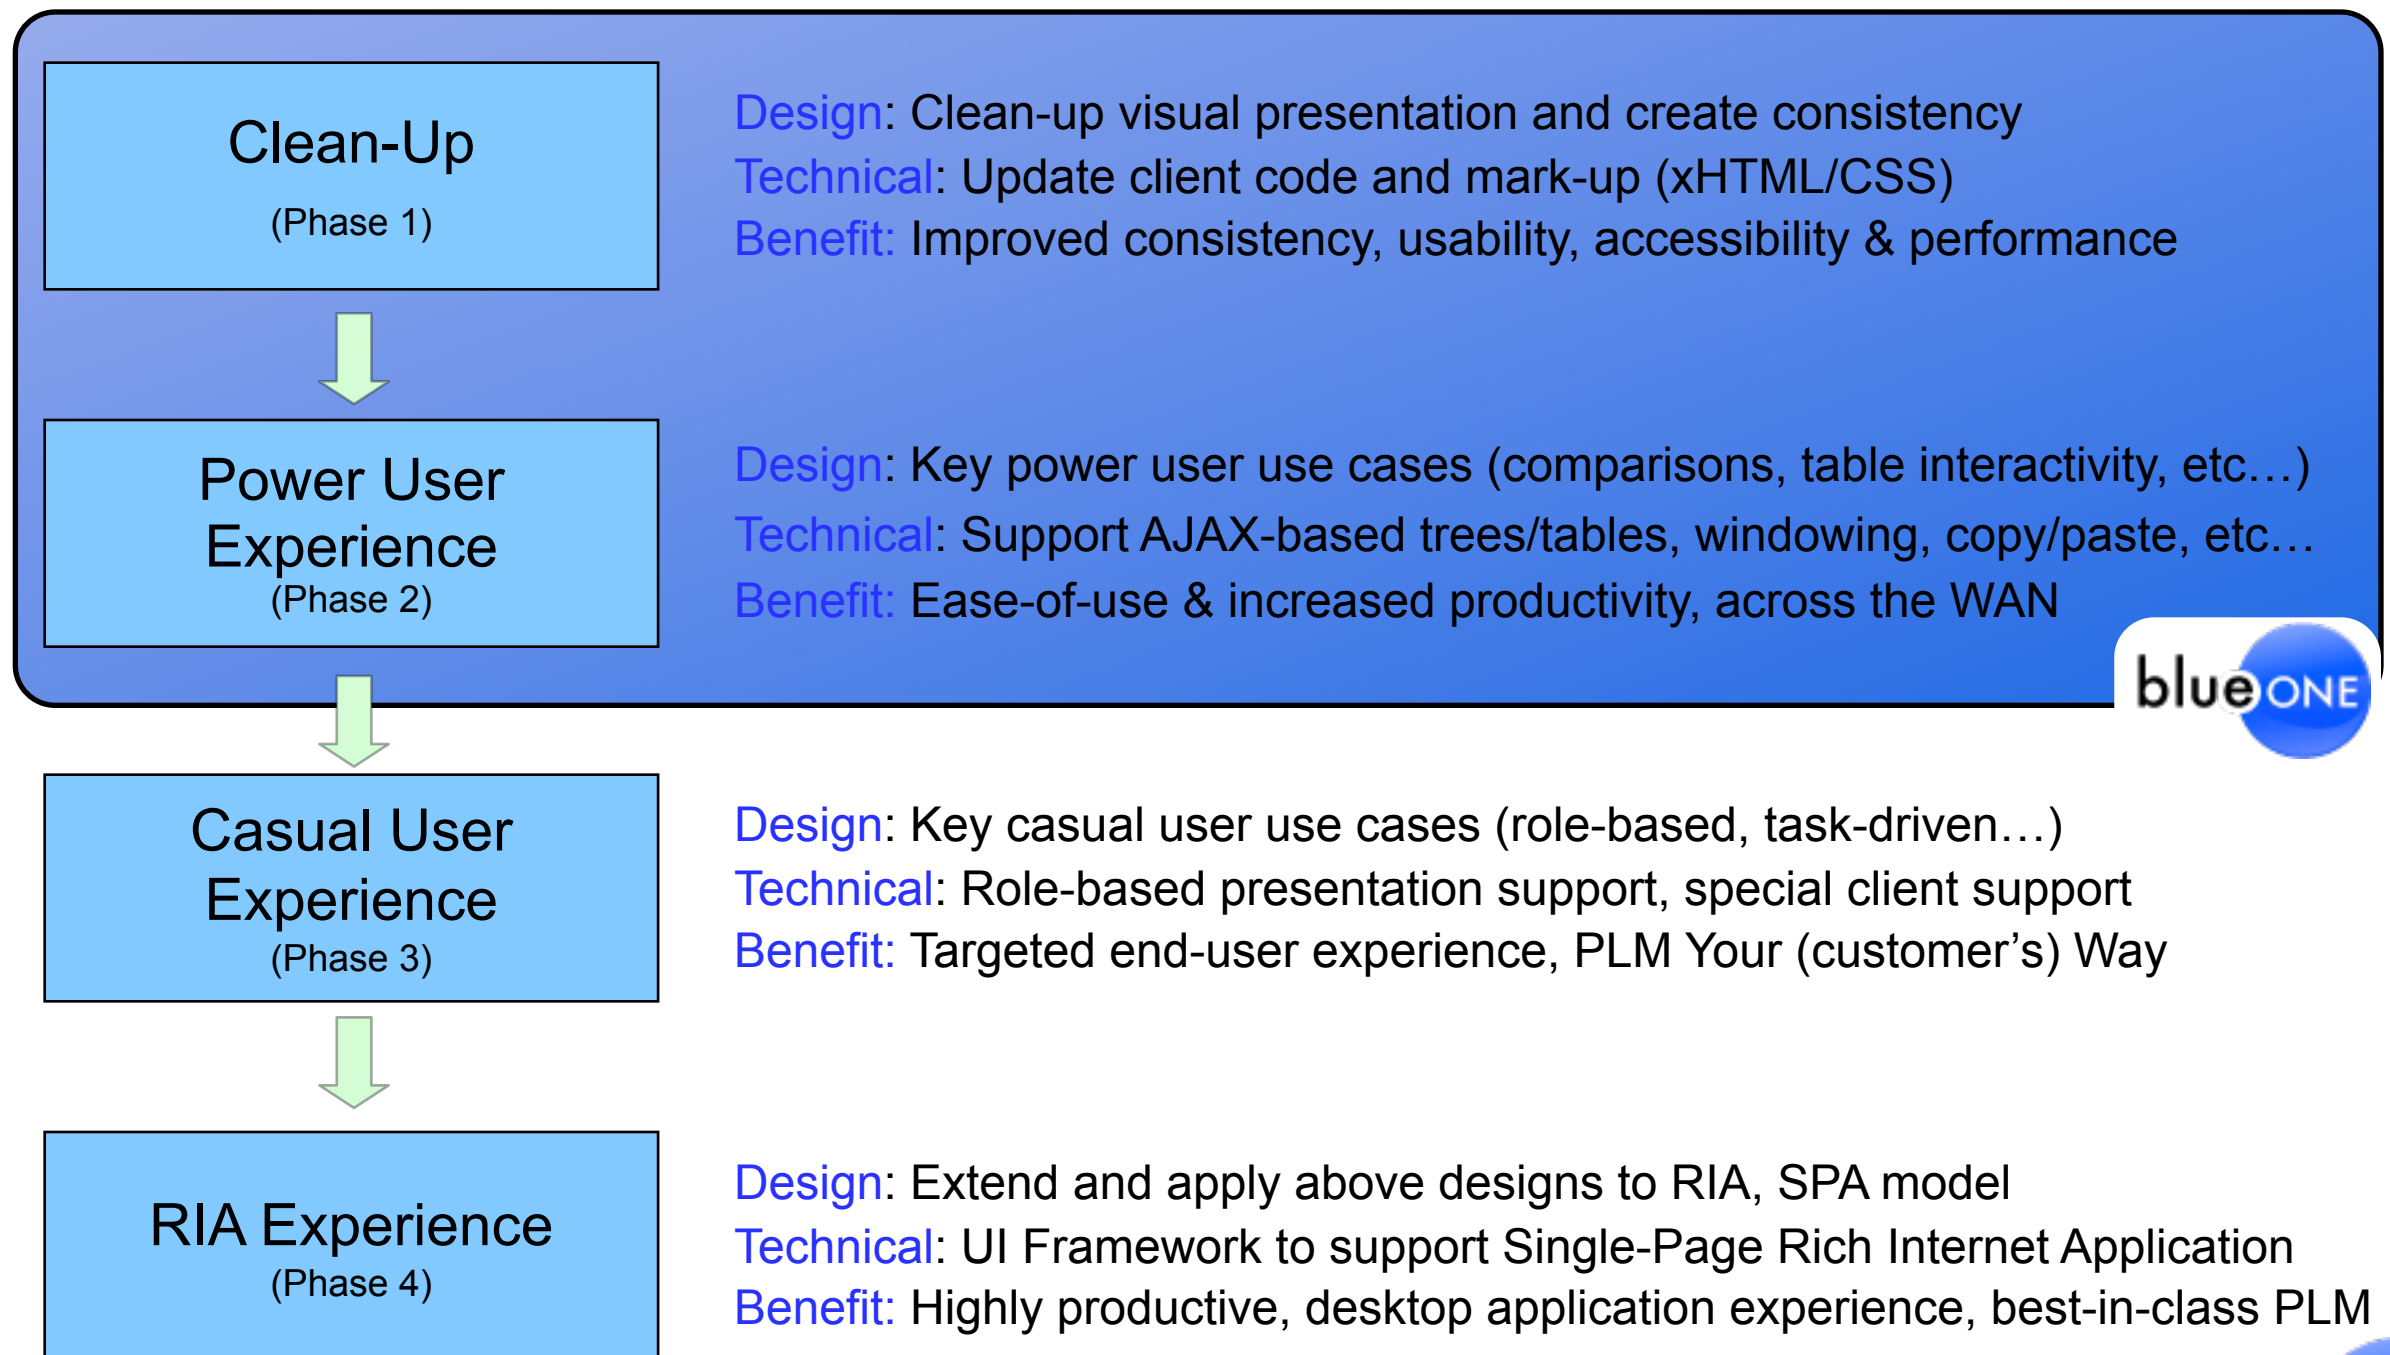 Clean-Up
(Phase 1)
Design: Clean-up visual presentation and create consistency
Technical: Update client code and mark-up (xHTML/CSS)
Benefit: Improved consistency, usability, accessibility & performance
Power User
Experience
(Phase 2)
Design: Key power user use cases (comparisons, table interactivity, etc…)
Technical: Support AJAX-based trees/tables, windowing, copy/paste, etc…
Benefit: Ease-of-use & increased productivity, across the WAN
blueONE
Casual User
Experience
(Phase 3)
Design: Key casual user use cases (role-based, task-driven…)
Technical: Role-based presentation support, special client support
Benefit: Targeted end-user experience, PLM Your (customer’s) Way
RIA Experience
(Phase 4)
Design: Extend and apply above designs to RIA, SPA model
Technical: UI Framework to support Single-Page Rich Internet Application
Benefit: Highly productive, desktop application experience, best-in-class PLM